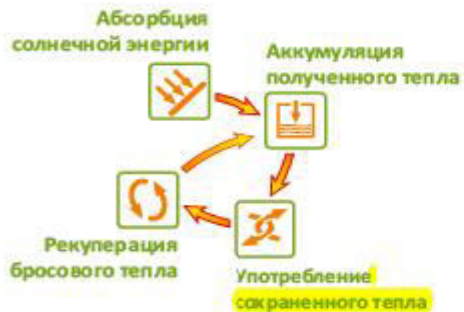 Абсорбция
солнечной энергии
Аккумуляция
полученного тепла
Рекуперация
бросового тепла
Употребление
сохраненного тепла